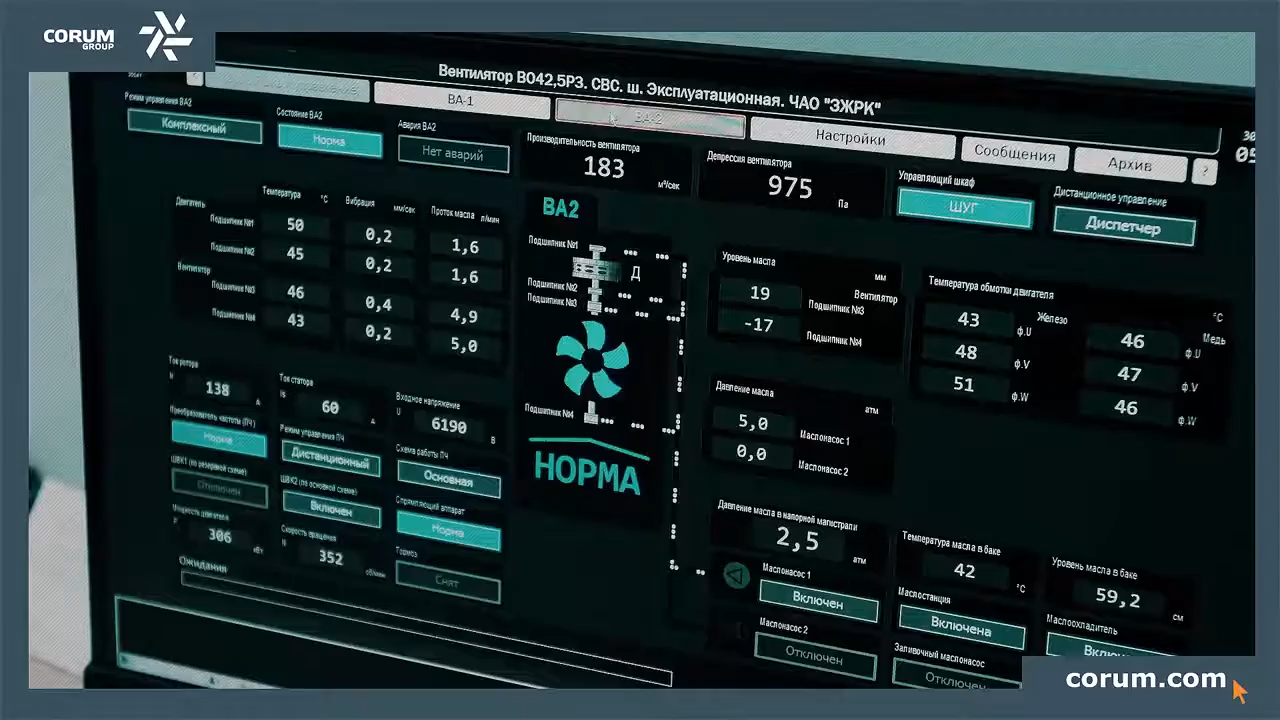 CORUM
GROUP
Вентилятор ВО42,5Р3. СВС. ш. Эксплуатационная. ЧАО "ЗЖРК"
ВА-1
ВА-2
Настройки
Сообщения
Архив
?
Режим управления ВА2
Комплексный
Состояние ВА2
Норма
Авария ВА2
Нет аварий
Производительность вентилятора
183
м³/сек
Депрессия вентилятора
975
Па
Управляющий шкаф
ШУГ
Дистанционное управление
Диспетчер
Температура °C
Вибрация мм/сек
Проток масла л/мин
Двигатель
Подшипник №1 50 0,2 1,6
Подшипник №2 45 0,2 1,6
Вентилятор
Подшипник №3 46 0,4 4,9
Подшипник №4 43 0,2 5,0
ВА2
Подшипник №1
Д
Подшипник №2
Подшипник №3
Подшипник №4
НОРМА
Уровень масла
мм
Вентилятор
19 Подшипник №3
-17 Подшипник №4
Температура обмотки двигателя
°C
Железо
Медь
43 ф.U 46 ф.U
48 ф.V 47 ф.V
51 ф.W 46 ф.W
Ток ротора
138
А
Ток статора
Is
60
А
Входное напряжение
U
6190
В
Преобразователь частоты (ПЧ)
Норма
Режим управления ПЧ
Дистанционный
Схема работы ПЧ
Основная
ШВК1 (по резервной схеме)
Отключен
ШВК2 (по основной схеме)
Включен
Спрямляющий аппарат
Норма
Мощность двигателя
P
306
кВт
Скорость вращения
N
352
об/мин
Тормоз
Снят
Ожидания
Давление масла
атм
5,0 Маслонасос 1
0,0 Маслонасос 2
Давление масла в напорной магистрали
2,5
атм
Температура масла в баке
42
°C
Уровень масла в баке
59,2
см
Маслонасос 1
Включен
Маслостанция
Включена
Маслоохладитель
Маслонасос 2
Отключен
Заливочный маслонасос
Отключен
corum.com